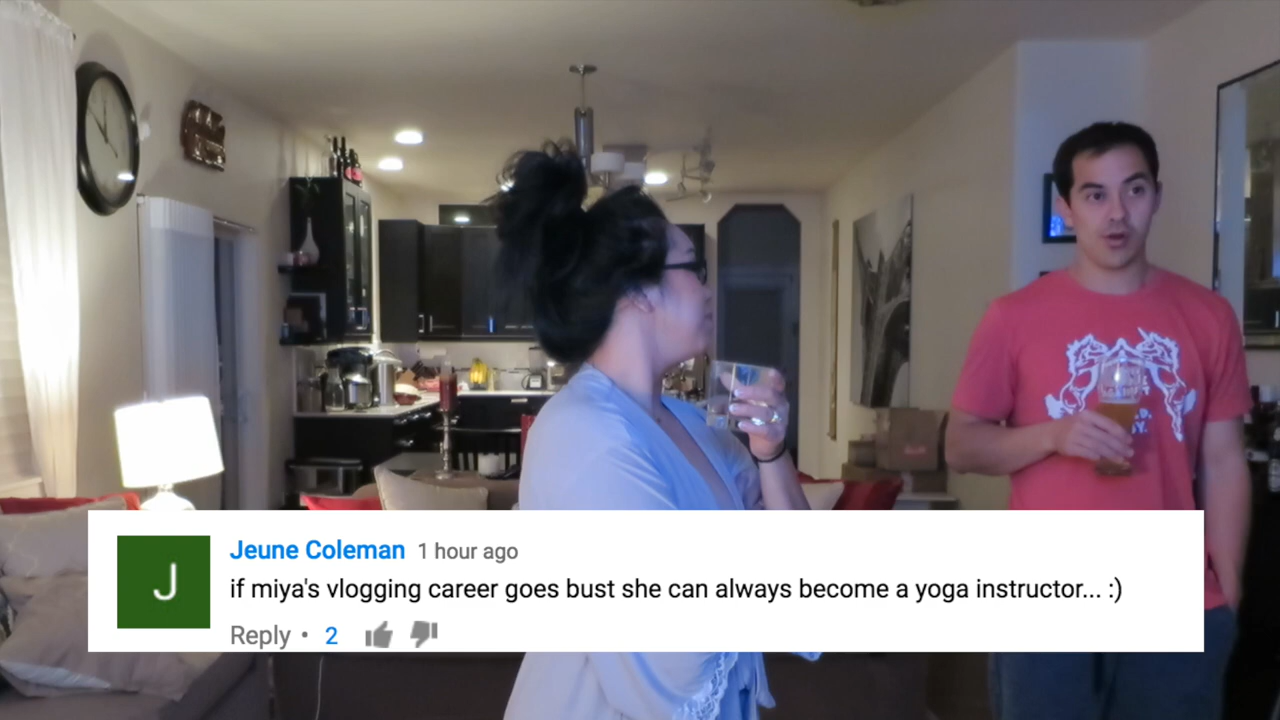 J
Jeune Coleman 1 hour ago
if miya's vlogging career goes bust she can always become a yoga instructor... :)
Reply • 2